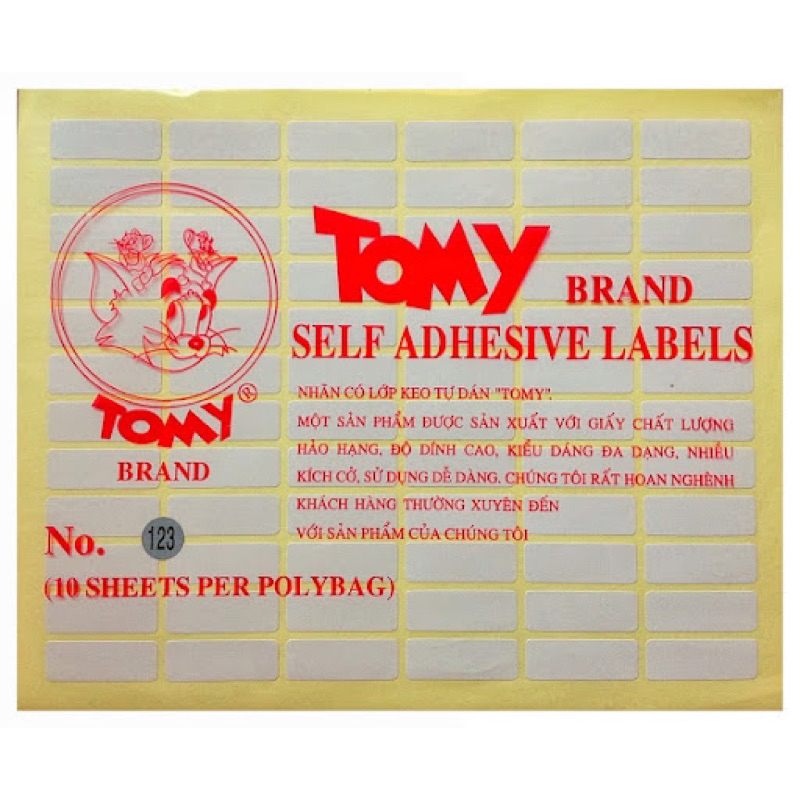 TOMY BRAND
SELF ADHESIVE LABELS
NHÃN CÓ LỚP KEO TỰ DÁN "TOMY".
MỘT SẢN PHẨM ĐƯỢC SẢN XUẤT VỚI GIẤY CHẤT LƯỢNG
HẢO HẠNG, ĐỘ DÍNH CAO, KIỂU DÁNG ĐA DẠNG, NHIỀU
KÍCH CỞ, SỬ DỤNG DỄ DÀNG. CHÚNG TÔI RẤT HOAN NGHÊNH
KHÁCH HÀNG THƯỜNG XUYÊN ĐẾN
VỚI SẢN PHẨM CỦA CHÚNG TÔI
TOMY®
BRAND
No. 123
(10 SHEETS PER POLYBAG)